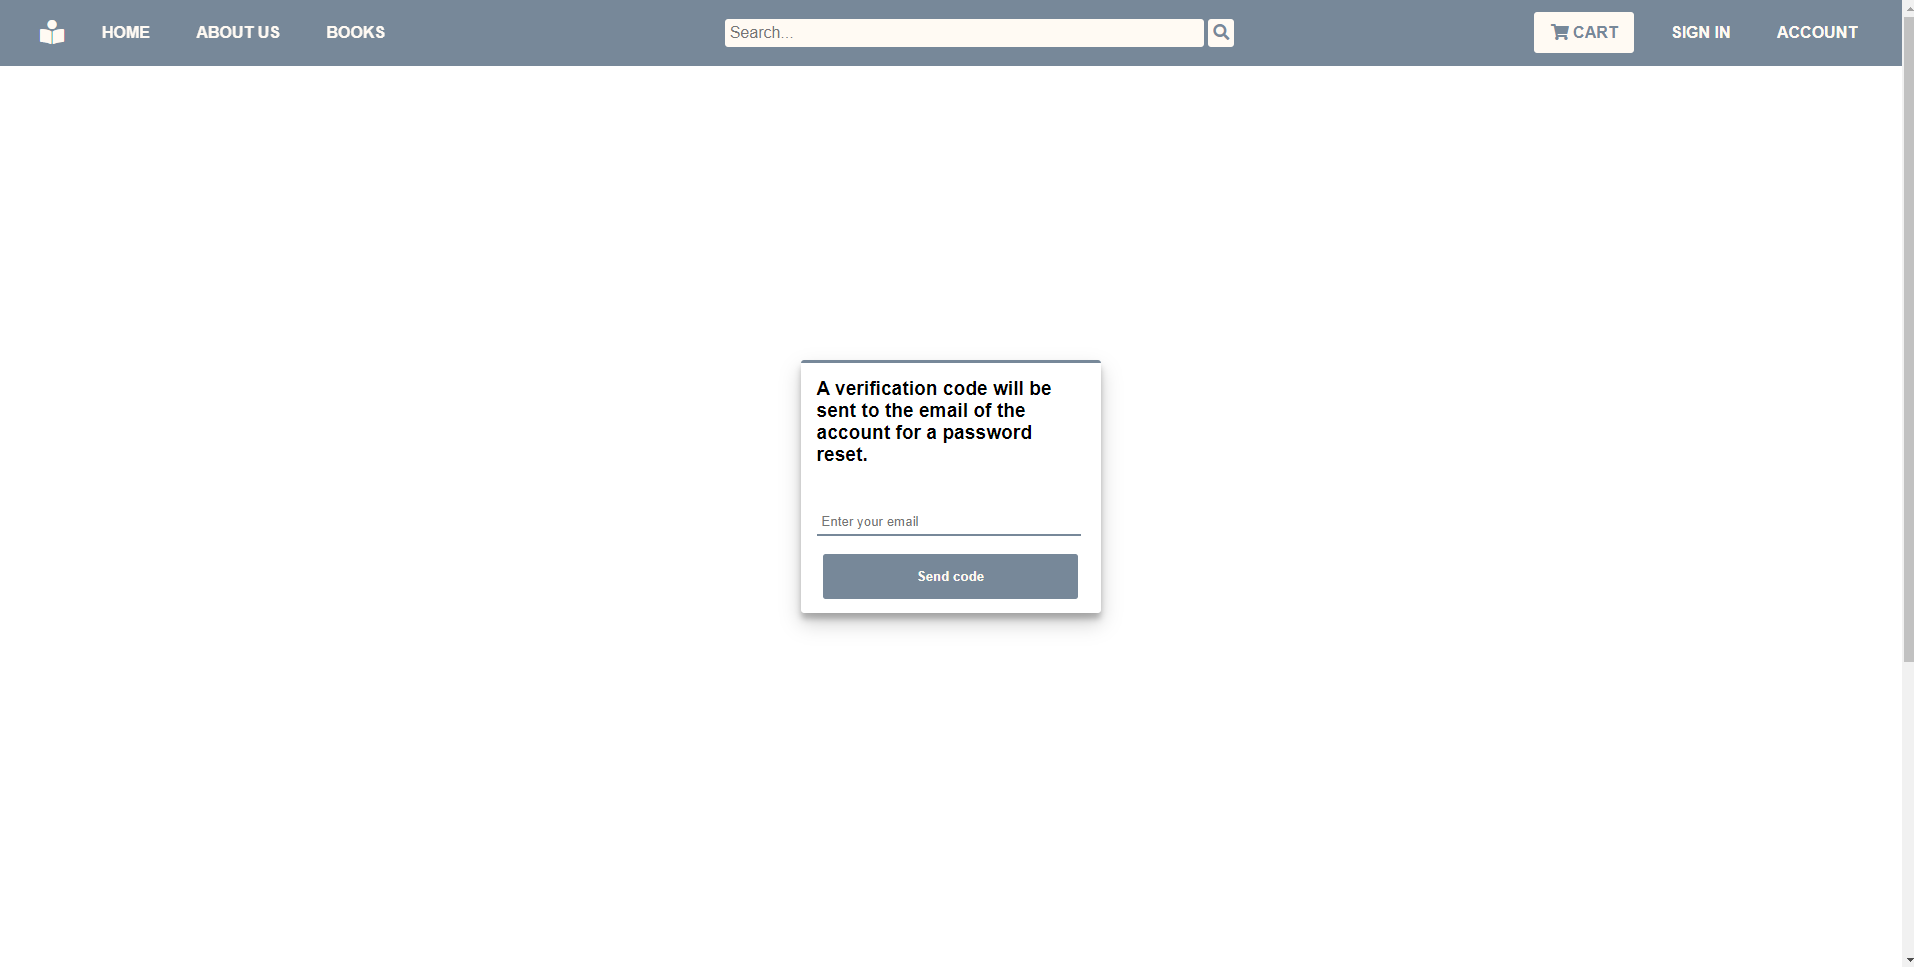 HOME ABOUT US BOOKS Search... CART SIGN IN ACCOUNT
A verification code will be
sent to the email of the
account for a password
reset.
Enter your email
Send code